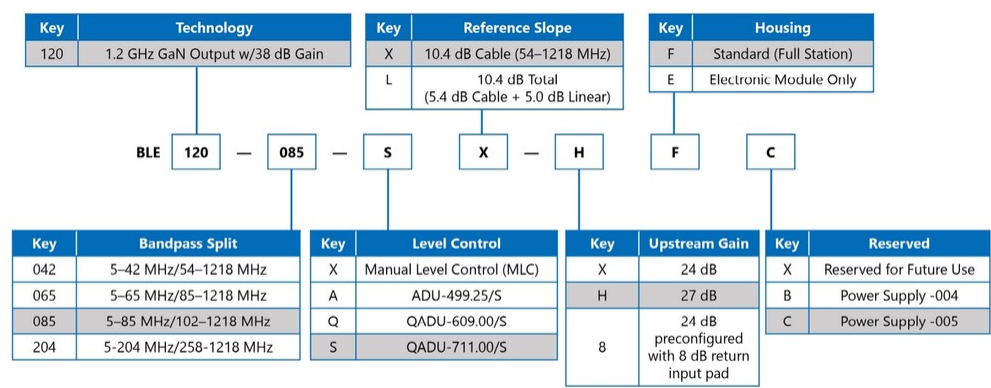 Key Technology
120 1.2 GHz GaN Output w/38 dB Gain
Key Reference Slope
X 10.4 dB Cable (54–1218 MHz)
L 10.4 dB Total
(5.4 dB Cable + 5.0 dB Linear)
Key Housing
F Standard (Full Station)
E Electronic Module Only
BLE 120 — 085 — S X — H F C
Key Bandpass Split
042 5–42 MHz/54–1218 MHz
065 5–65 MHz/85–1218 MHz
085 5–85 MHz/102–1218 MHz
204 5-204 MHz/258-1218 MHz
Key Level Control
X Manual Level Control (MLC)
A ADU-499.25/S
Q QADU-609.00/S
S QADU-711.00/S
Key Upstream Gain
X 24 dB
H 27 dB
8 24 dB
preconfigured
with 8 dB return
input pad
Key Reserved
X Reserved for Future Use
B Power Supply -004
C Power Supply -005